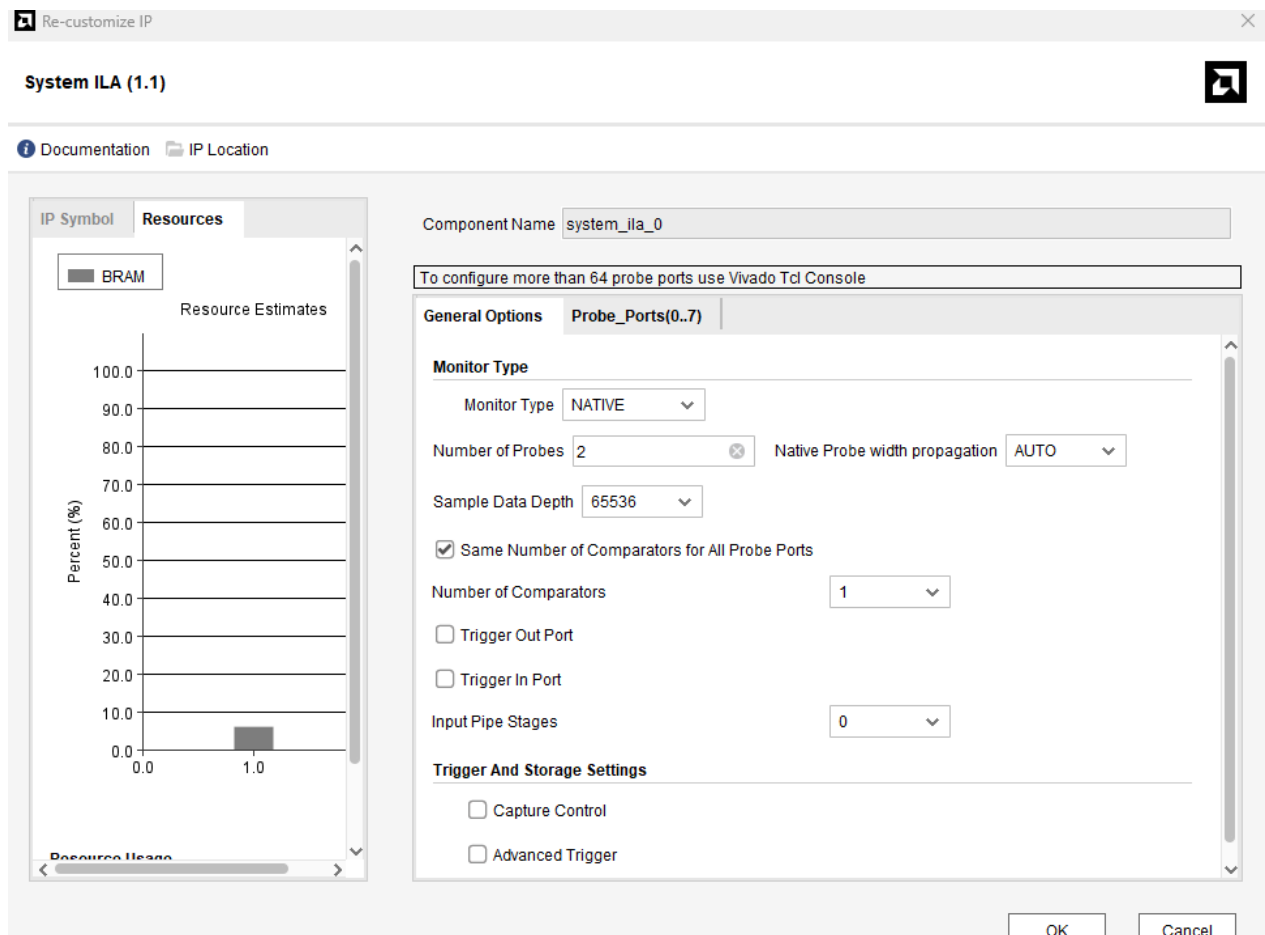 Re-customize IP
System ILA (1.1)
Documentation IP Location
IP Symbol Resources
BRAM
Resource Estimates
100.0
90.0
80.0
70.0
60.0
50.0
40.0
30.0
20.0
10.0
0.0
0.0 1.0
Percent (%)
Resource Usage
Component Name system_ila_0
To configure more than 64 probe ports use Vivado Tcl Console
General Options Probe_Ports(0..7)
Monitor Type
Monitor Type NATIVE
Number of Probes 2 Native Probe width propagation AUTO
Sample Data Depth 65536
Same Number of Comparators for All Probe Ports
Number of Comparators 1
Trigger Out Port
Trigger In Port
Input Pipe Stages 0
Trigger And Storage Settings
Capture Control
Advanced Trigger
OK Cancel